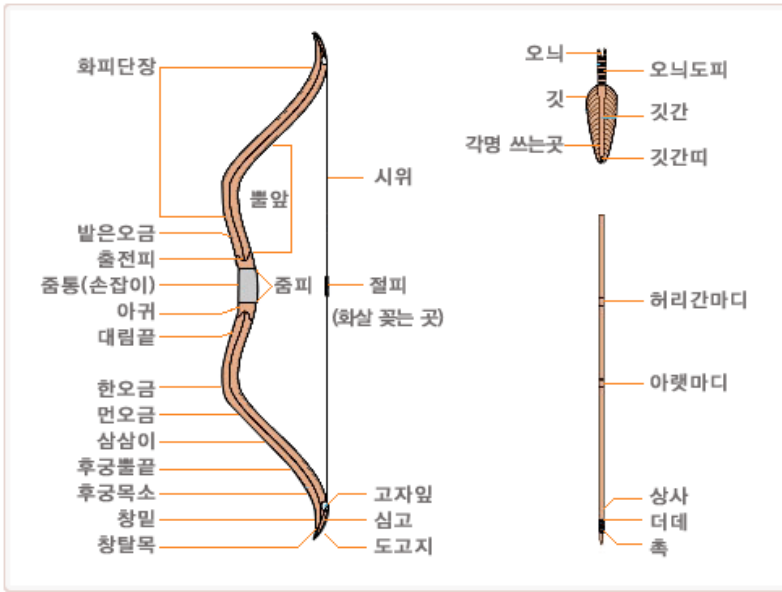 화피단장
뿔앞
시위
밭은오금
출전피
줌통(손잡이)
줌피
절피
(화살 꽂는 곳)
아귀
대림끝
한오금
먼오금
삼삼이
후궁뿔끝
후궁목소
창밑
창탈목
고자잎
심고
도고지
오늬
오늬도피
깃
깃간
각명 쓰는곳
깃간띠
허리간마디
아랫마디
상사
더데
촉